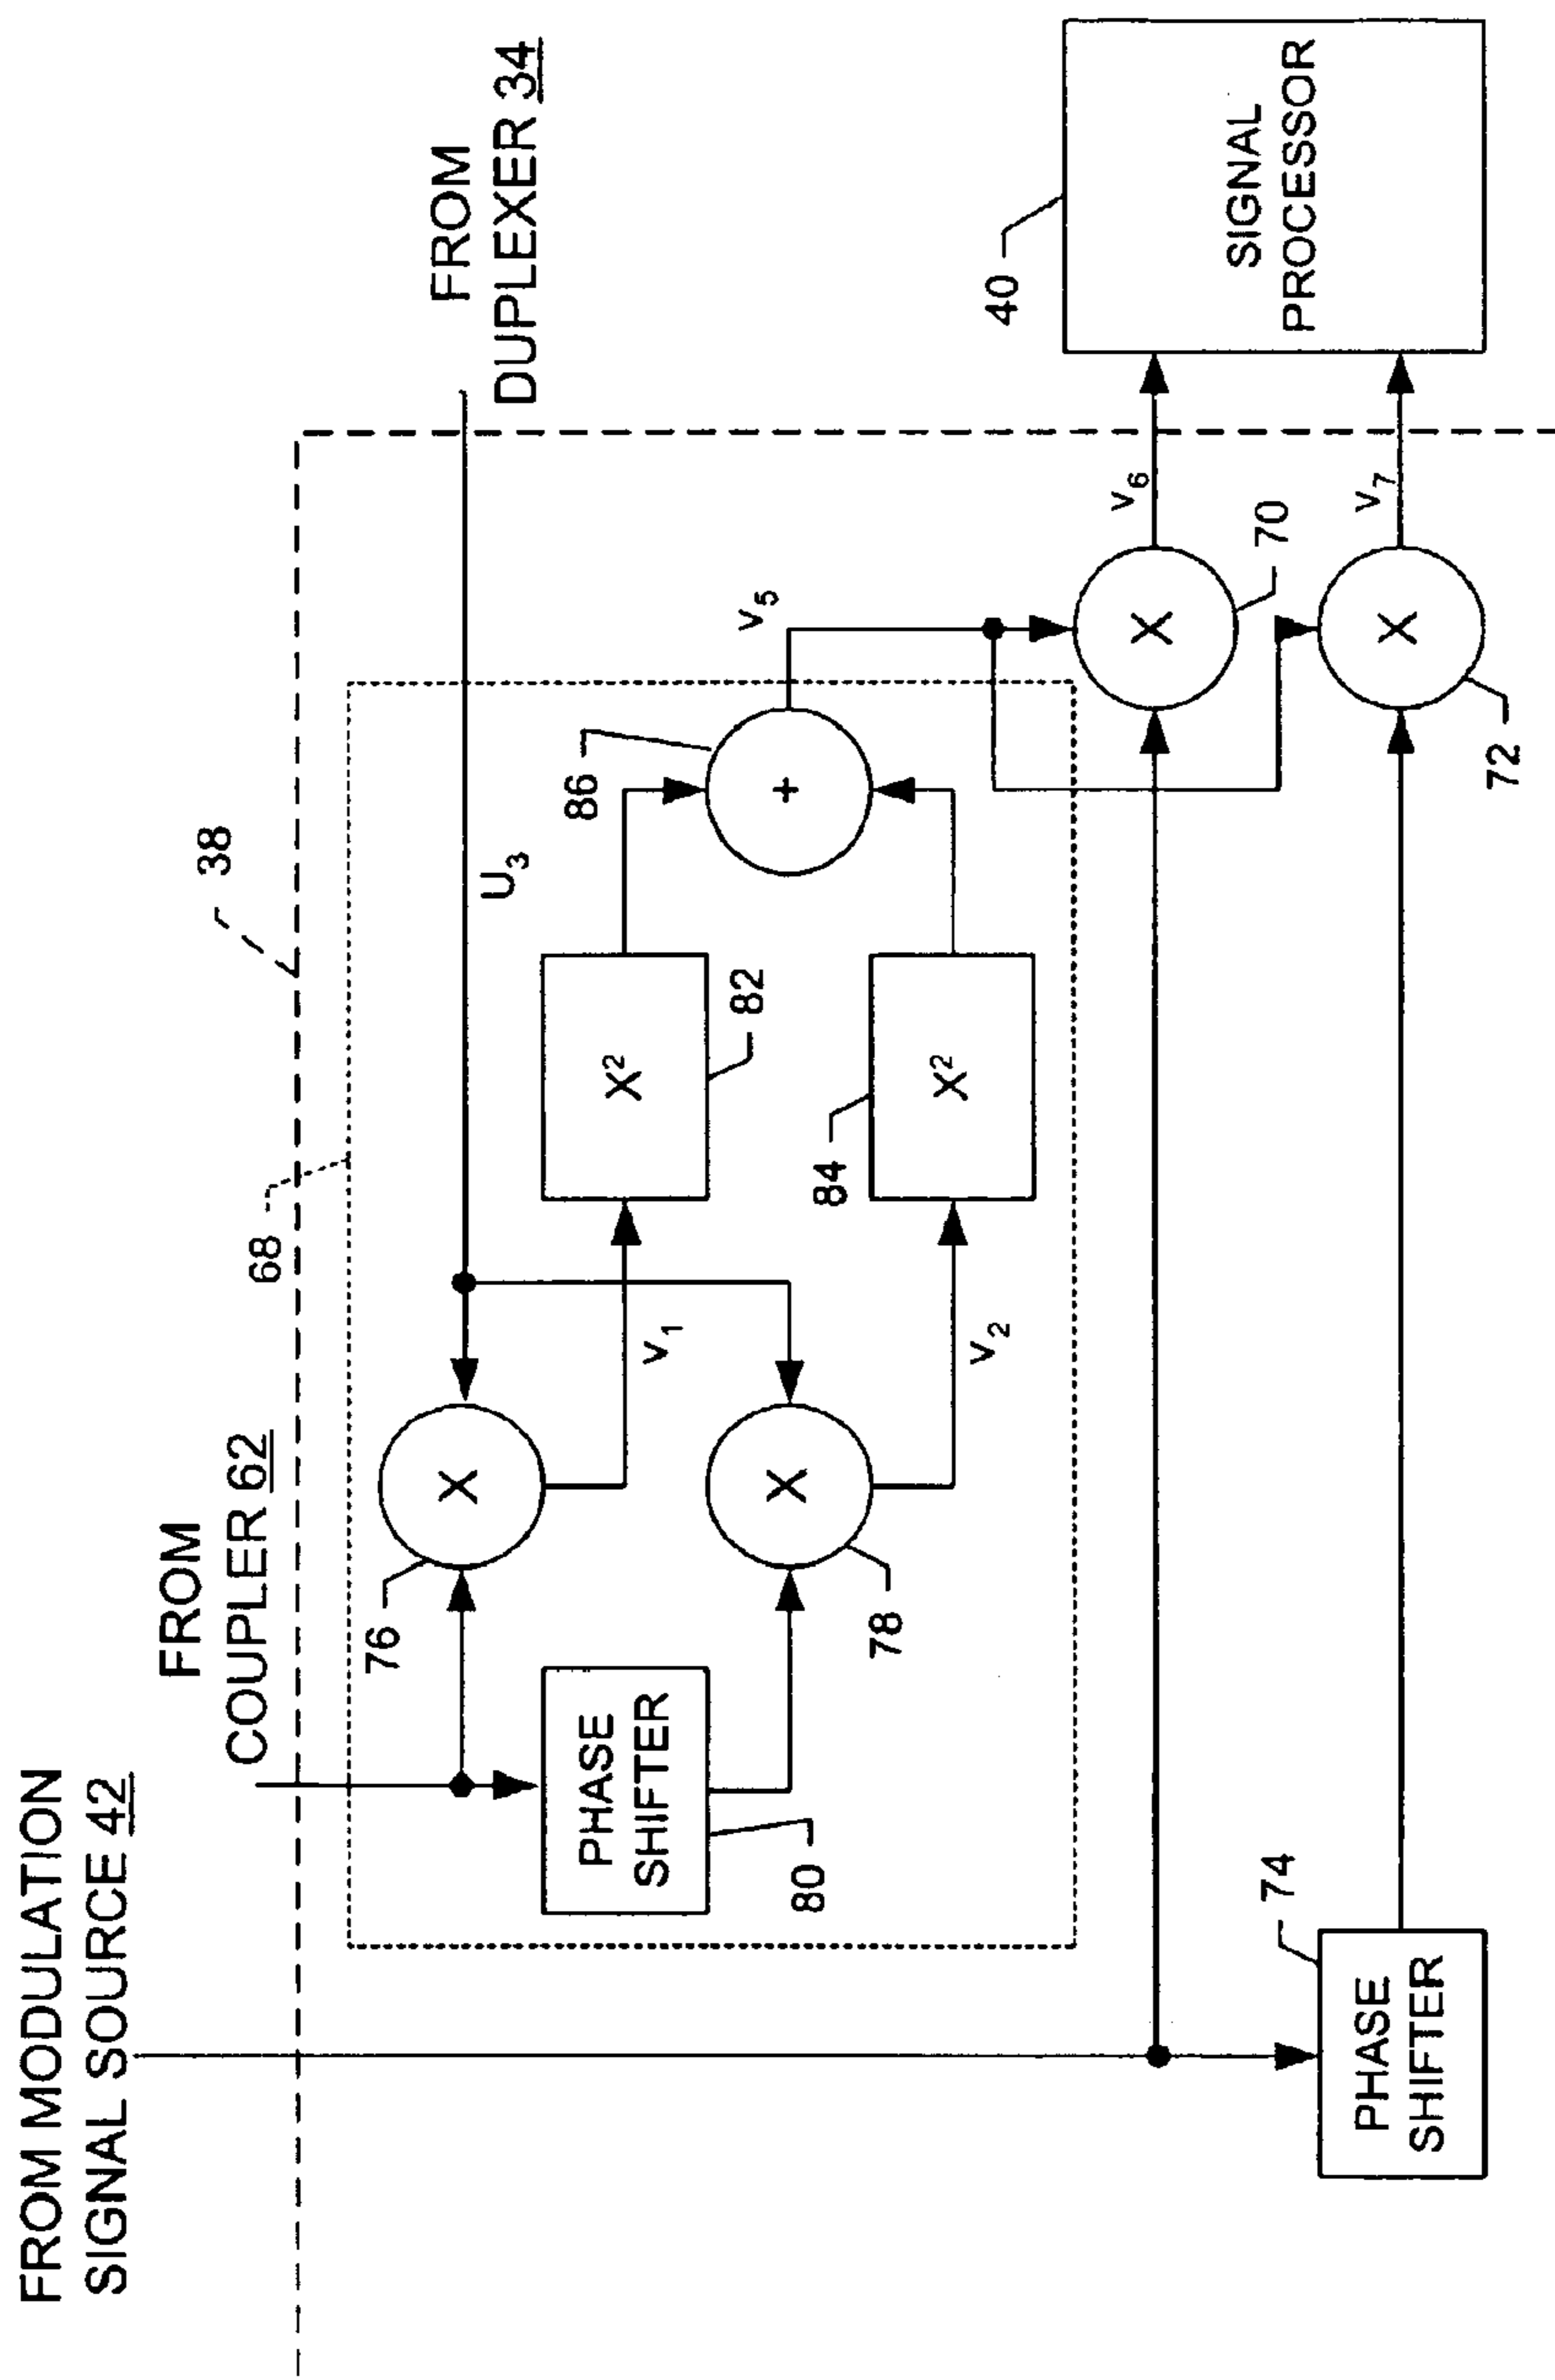 FROM MODULATION
SIGNAL SOURCE 42
FROM
COUPLER 62
68
38
FROM
DUPLEXER 34
76
X
U3
PHASE
SHIFTER
80
X
78
V1
V2
X2
82
84
X2
86
+
V5
X
70
V6
X
72
V7
40
SIGNAL
PROCESSOR
74
PHASE
SHIFTER